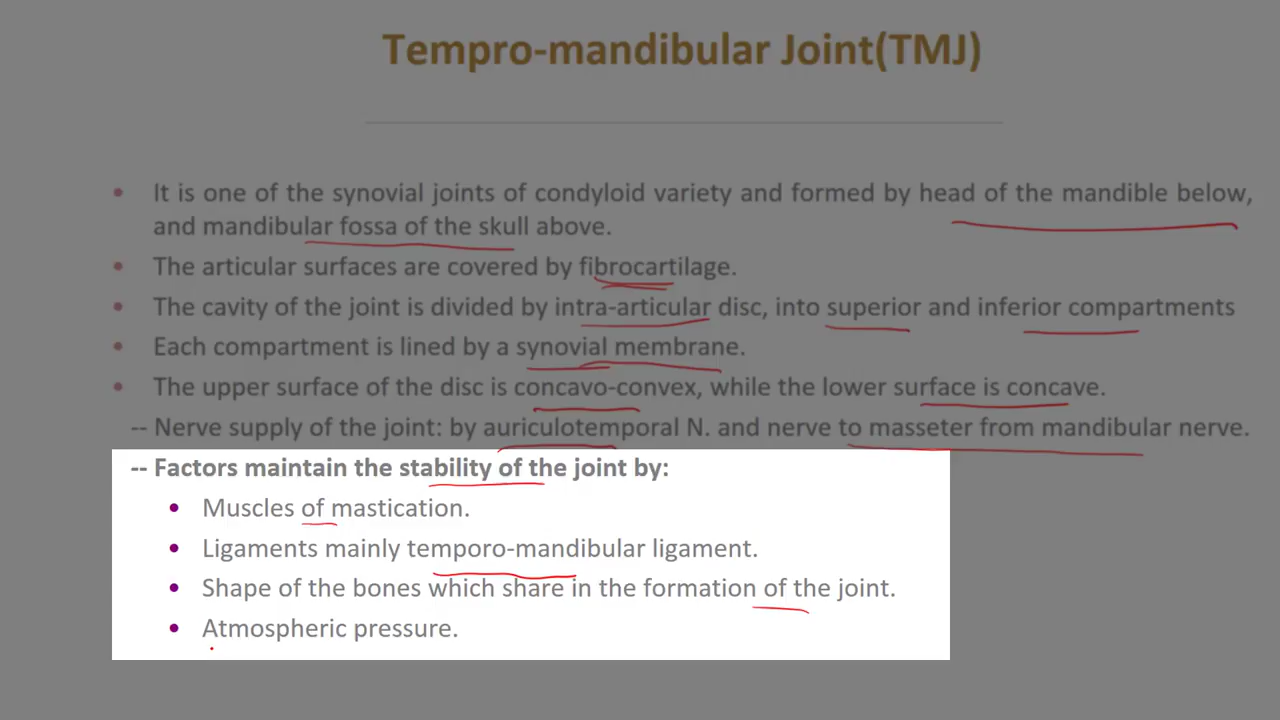 Tempro-mandibular Joint(TMJ)
• It is one of the synovial joints of condyloid variety and formed by head of the mandible below,
and mandibular fossa of the skull above.
• The articular surfaces are covered by fibrocartilage.
• The cavity of the joint is divided by intra-articular disc, into superior and inferior compartments
• Each compartment is lined by a synovial membrane.
• The upper surface of the disc is concavo-convex, while the lower surface is concave.
-- Nerve supply of the joint: by auriculotemporal N. and nerve to masseter from mandibular nerve.
-- Factors maintain the stability of the joint by:
• Muscles of mastication.
• Ligaments mainly temporo-mandibular ligament.
• Shape of the bones which share in the formation of the joint.
• Atmospheric pressure.